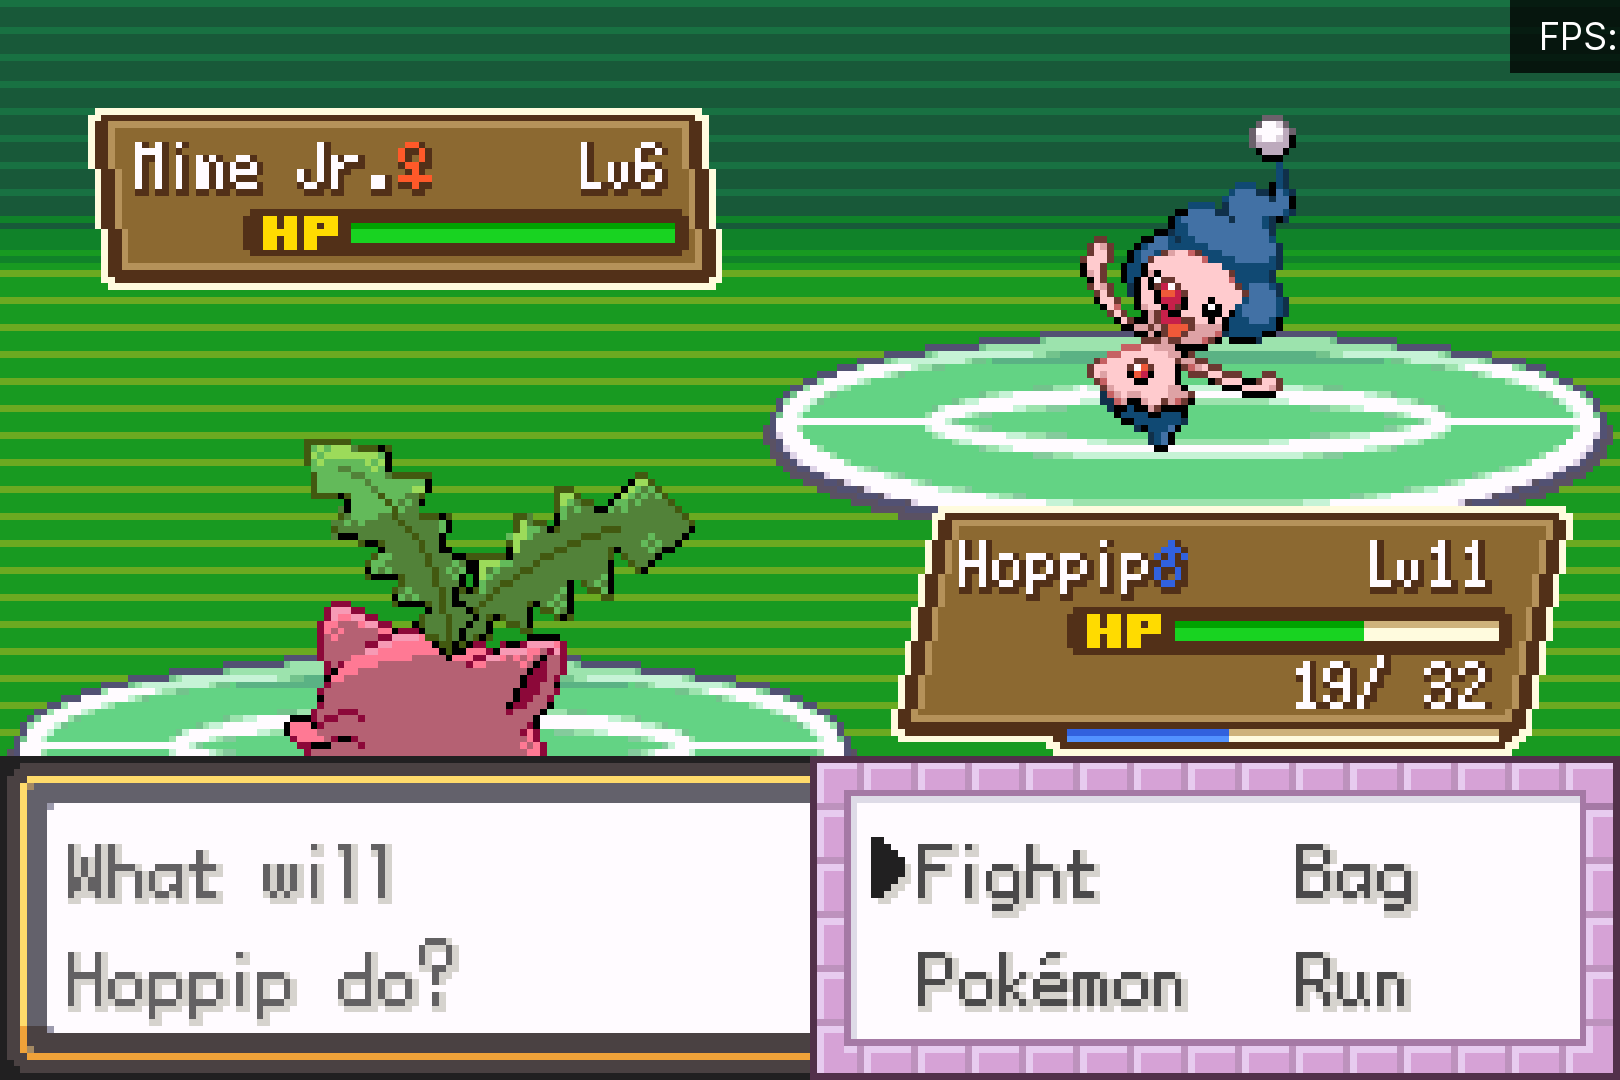 FPS:
Mime Jr.♀ Lv6
HP
Hoppip♂ Lv11
HP
19/ 32
What will
Hoppip do?
Fight Bag
Pokémon Run